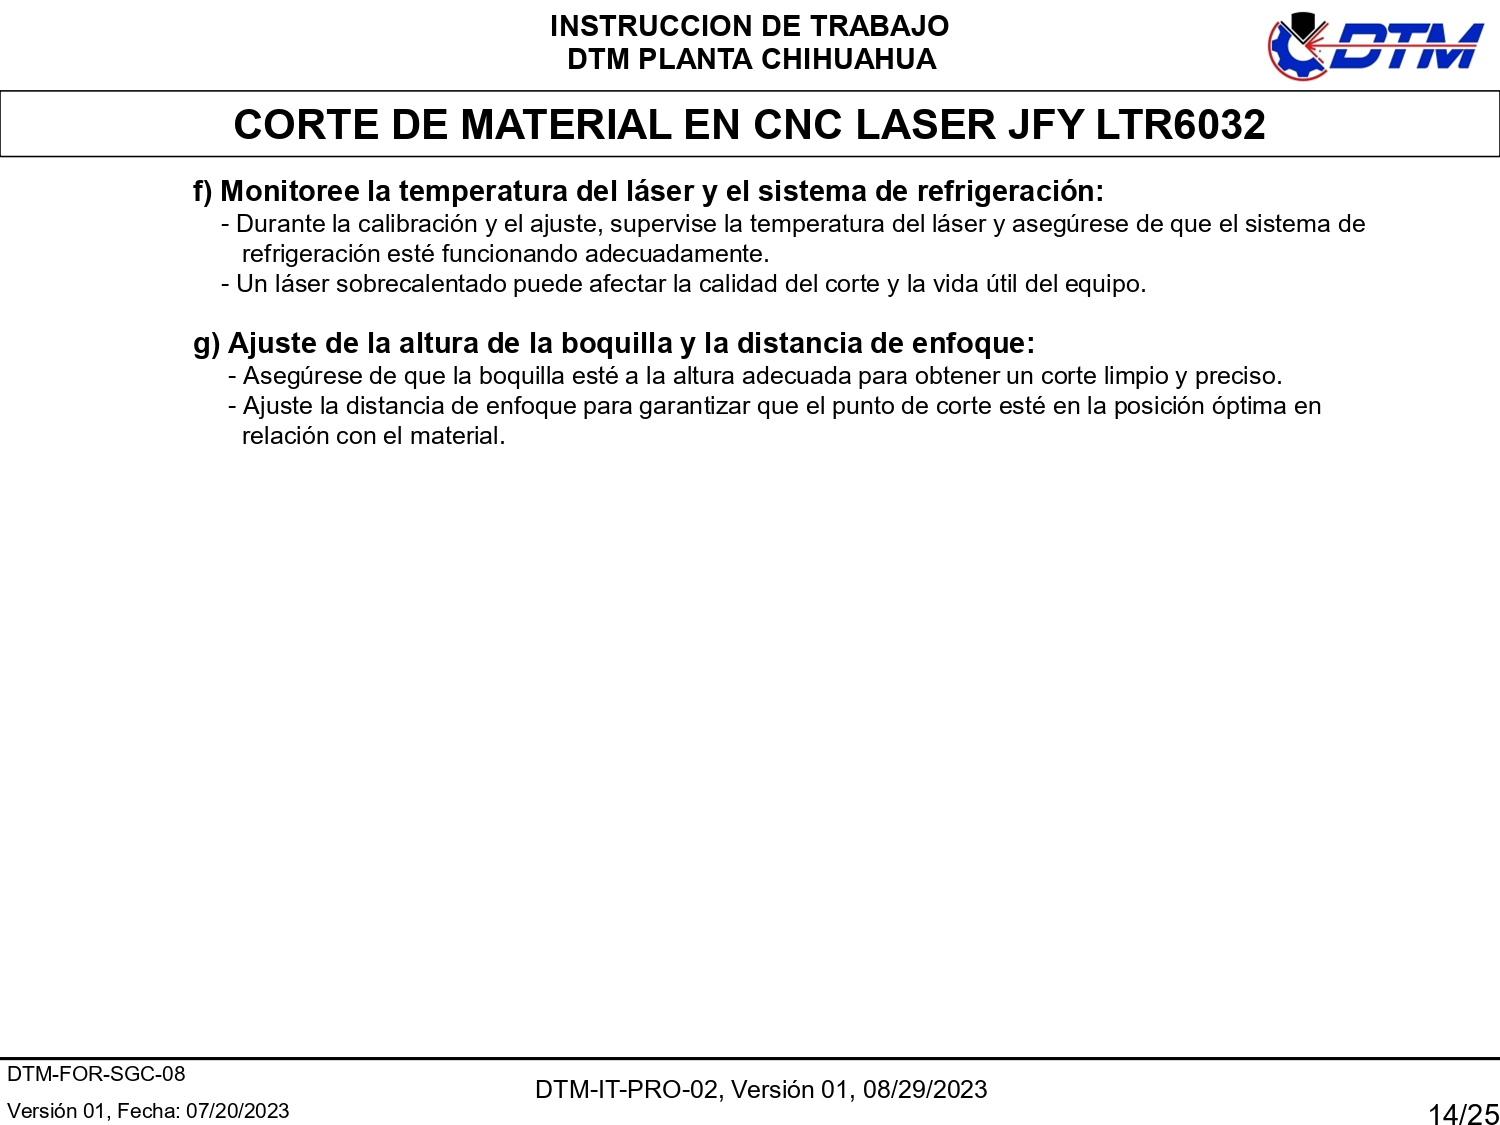 INSTRUCCION DE TRABAJO
DTM PLANTA CHIHUAHUA
DTM
CORTE DE MATERIAL EN CNC LASER JFY LTR6032
f) Monitoree la temperatura del láser y el sistema de refrigeración:
- Durante la calibración y el ajuste, supervise la temperatura del láser y asegúrese de que el sistema de
refrigeración esté funcionando adecuadamente.
- Un láser sobrecalentado puede afectar la calidad del corte y la vida útil del equipo.
g) Ajuste de la altura de la boquilla y la distancia de enfoque:
- Asegúrese de que la boquilla esté a la altura adecuada para obtener un corte limpio y preciso.
- Ajuste la distancia de enfoque para garantizar que el punto de corte esté en la posición óptima en
relación con el material.
DTM-FOR-SGC-08
Versión 01, Fecha: 07/20/2023
DTM-IT-PRO-02, Versión 01, 08/29/2023
14/25